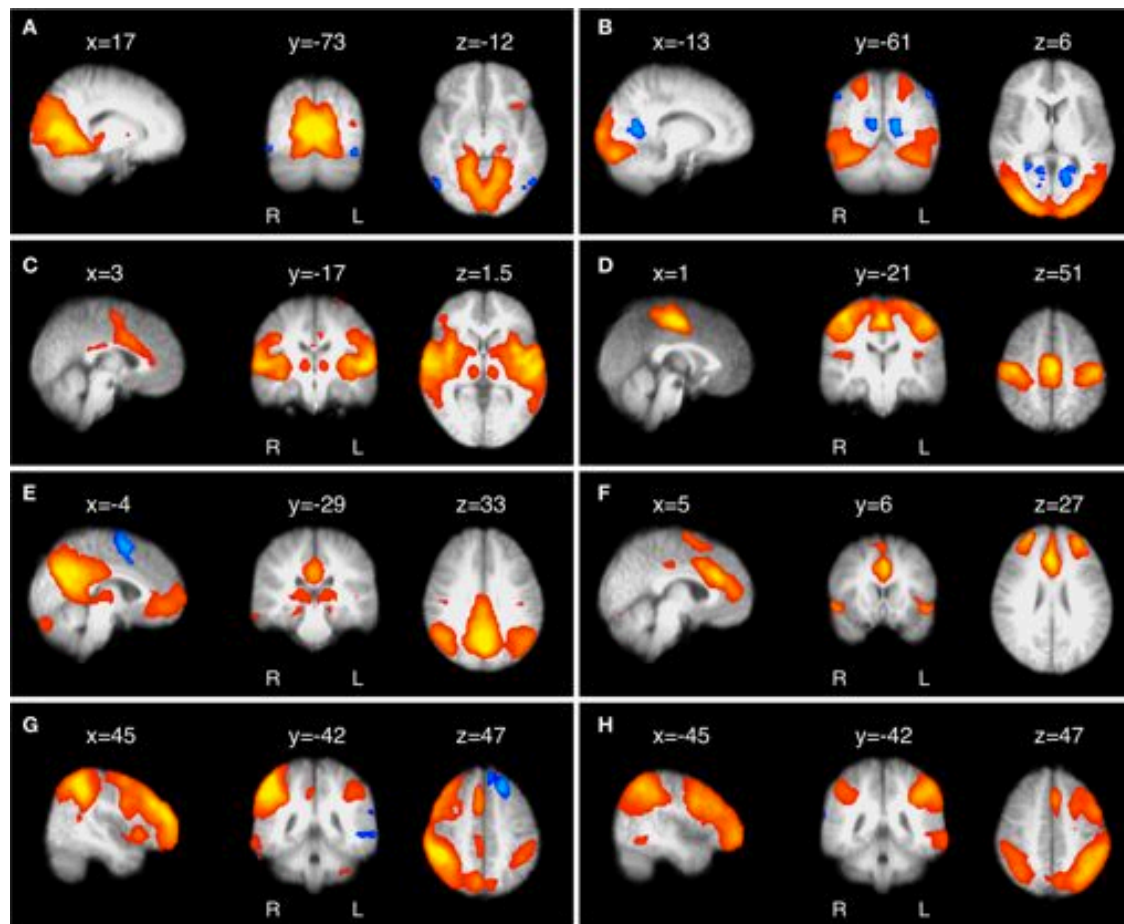 A
x=17 y=-73 z=-12
R L
B
x=-13 y=-61 z=6
R L
C
x=3 y=-17 z=1.5
R L
D
x=1 y=-21 z=51
R L
E
x=-4 y=-29 z=33
R L
F
x=5 y=6 z=27
R L
G
x=45 y=-42 z=47
R L
H
x=-45 y=-42 z=47
R L